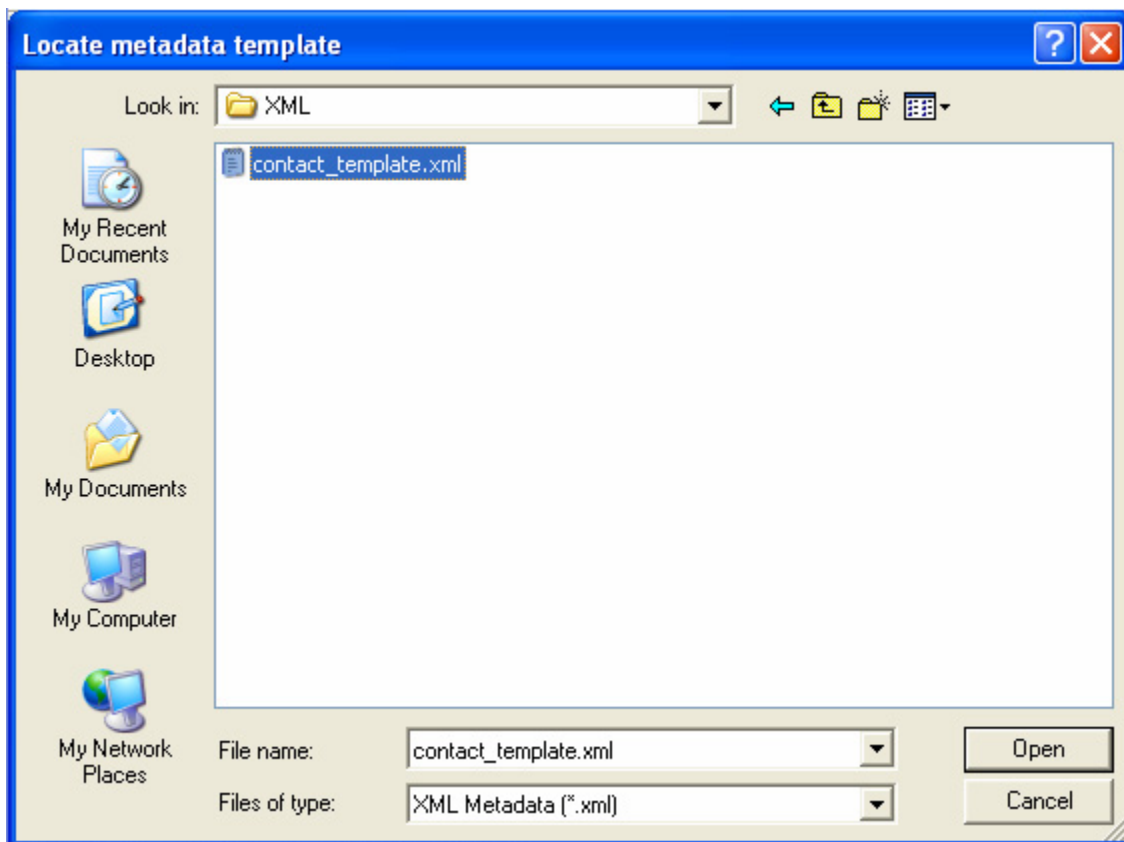 Locate metadata template
Look in: XML
contact_template.xml
My Recent
Documents
Desktop
My Documents
My Computer
My Network
Places
File name: contact_template.xml Open
Files of type: XML Metadata (*.xml) Cancel